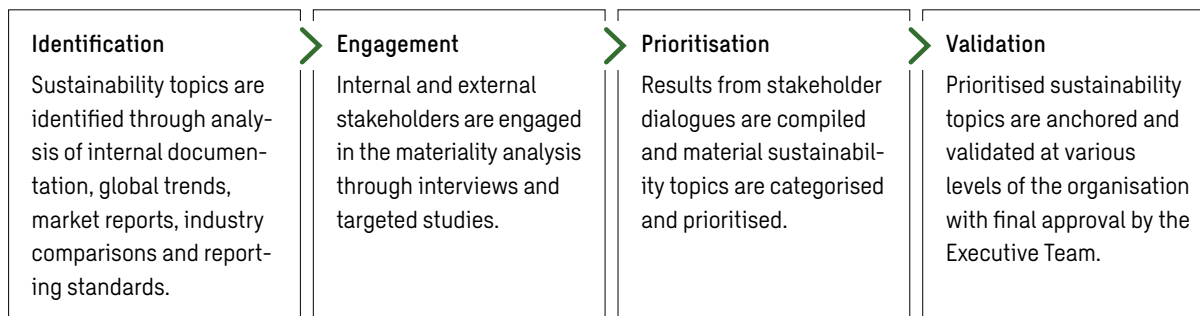 Identification
Sustainability topics are
identified through analy-
sis of internal documen-
tation, global trends,
market reports, industry
comparisons and report-
ing standards.
Engagement
Internal and external
stakeholders are engaged
in the materiality analysis
through interviews and
targeted studies.
Prioritisation
Results from stakeholder
dialogues are compiled
and material sustainabil-
ity topics are categorised
and prioritised.
Validation
Prioritised sustainability
topics are anchored and
validated at various
levels of the organisation
with final approval by the
Executive Team.